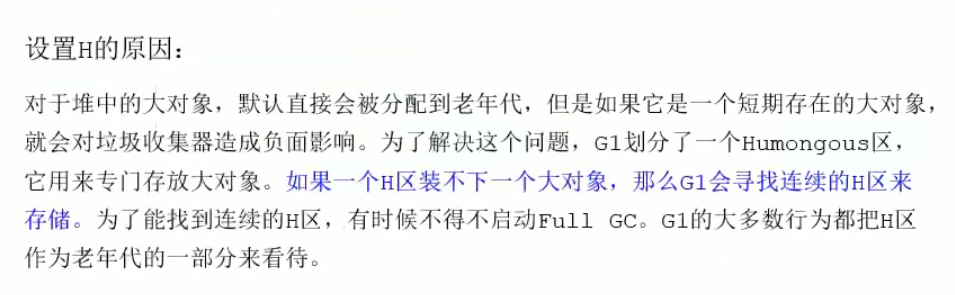 设置H的原因：
对于堆中的大对象，默认直接会被分配到老年代，但是如果它是一个短期存在的大对象，
就会对垃圾收集器造成负面影响。为了解决这个问题，G1划分了一个Humongous区，
它用来专门存放大对象。如果一个H区装不下一个大对象，那么G1会寻找连续的H区来
存储。为了能找到连续的H区，有时候不得不启动Full GC。G1的大多数行为都把H区
作为老年代的一部分来看待。